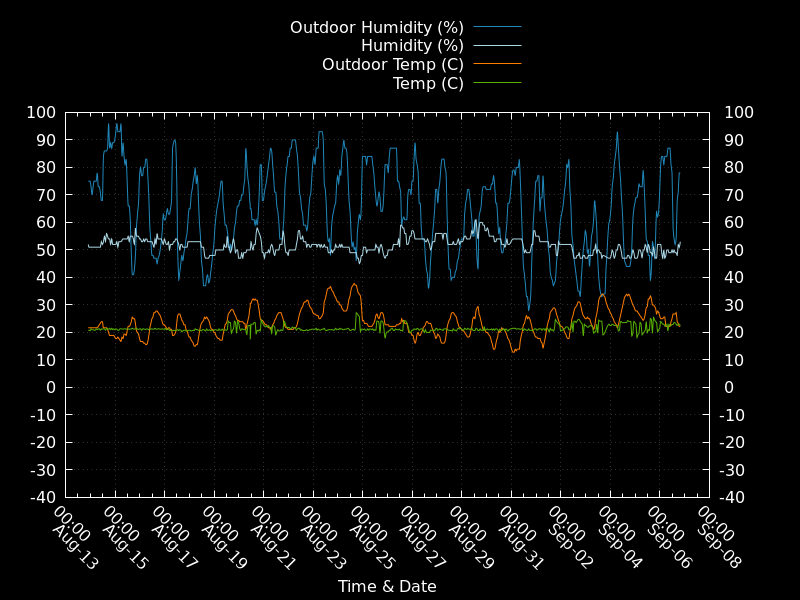 Outdoor Humidity (%)
Humidity (%)
Outdoor Temp (C)
Temp (C)
100 100
90 90
80 80
70 70
60 60
50 50
40 40
30 30
20 20
10 10
0 0
-10 -10
-20 -20
-30 -30
-40 -40
00:00 00:00 00:00 00:00 00:00 00:00 00:00 00:00 00:00 00:00 00:00 00:00 00:00 00:00
Aug-13 Aug-15 Aug-17 Aug-19 Aug-21 Aug-23 Aug-25 Aug-27 Aug-29 Aug-31 Sep-02 Sep-04 Sep-06 Sep-08
Time & Date